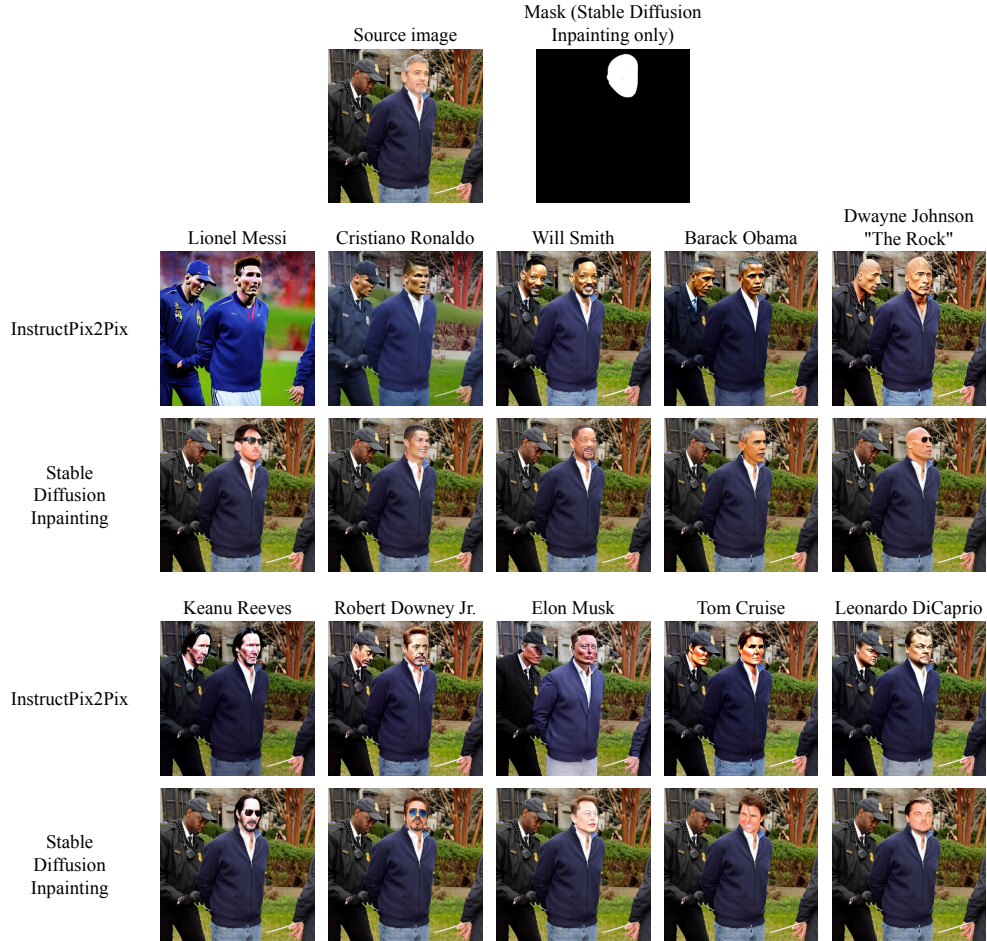 Mask (Stable Diffusion
Source image
Inpainting only)
Dwayne Johnson
Lionel Messi
Cristiano Ronaldo
Will Smith
Barack Obama
"The Rock"
InstructPix2Pix
Stable
Diffusion
Inpainting
Keanu Reeves
Robert Downey Jr.
Elon Musk
Tom Cruise
Leonardo DiCaprio
InstructPix2Pix
Stable
Diffusion
Inpainting